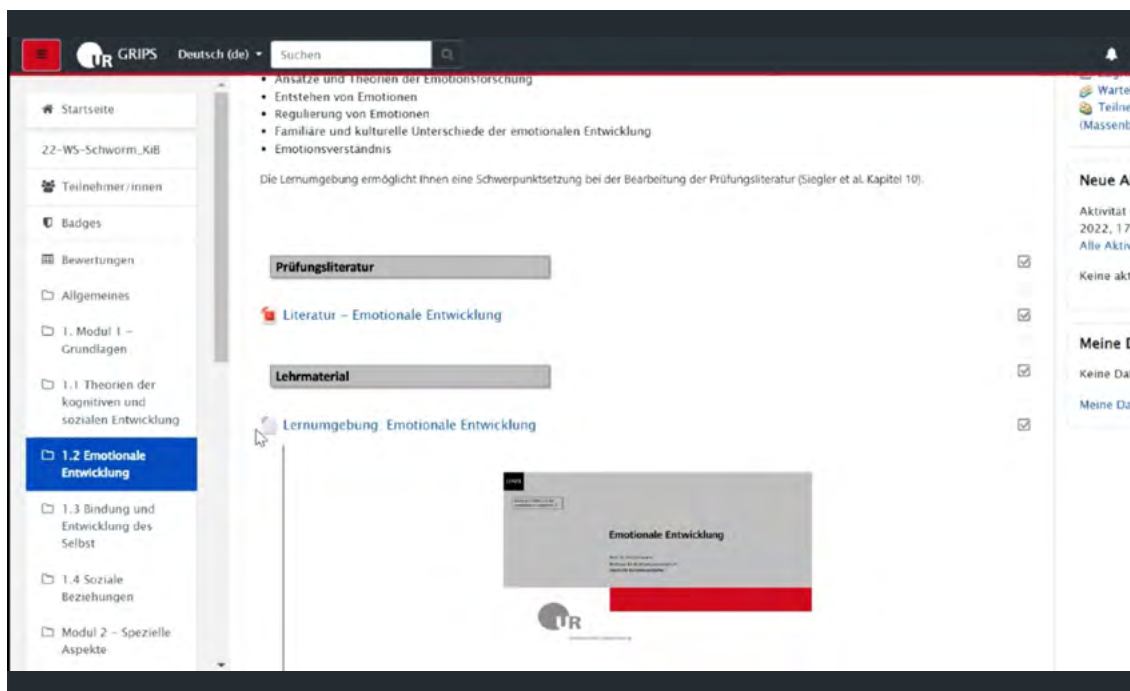 UR GRIPS Deutsch (de) Suchen
Startseite
22-WS-Schworm_KiB
Teilnehmer/innen
Badges
Bewertungen
Allgemeines
1. Modul 1 –
Grundlagen
1.1 Theorien der
kognitiven und
sozialen Entwicklung
1.2 Emotionale
Entwicklung
1.3 Bindung und
Entwicklung des
Selbst
1.4 Soziale
Beziehungen
Modul 2 – Spezielle
Aspekte
• Ansätze und Theorien der Emotionsforschung
• Entstehen von Emotionen
• Regulierung von Emotionen
• Familiäre und kulturelle Unterschiede der emotionalen Entwicklung
• Emotionsverständnis
Die Lernumgebung ermöglicht Ihnen eine Schwerpunktsetzung bei der Bearbeitung der Prüfungsliteratur (Siegler et al. Kapitel 10).
Prüfungsliteratur
Literatur – Emotionale Entwicklung
Lehrmaterial
Lernumgebung Emotionale Entwicklung
Emotionale Entwicklung
UR
Warte
Teilne
(Massenb
Neue A
Aktivität
2022, 17
Alle Aktiv
Keine akt
Meine D
Keine Dat
Meine Da